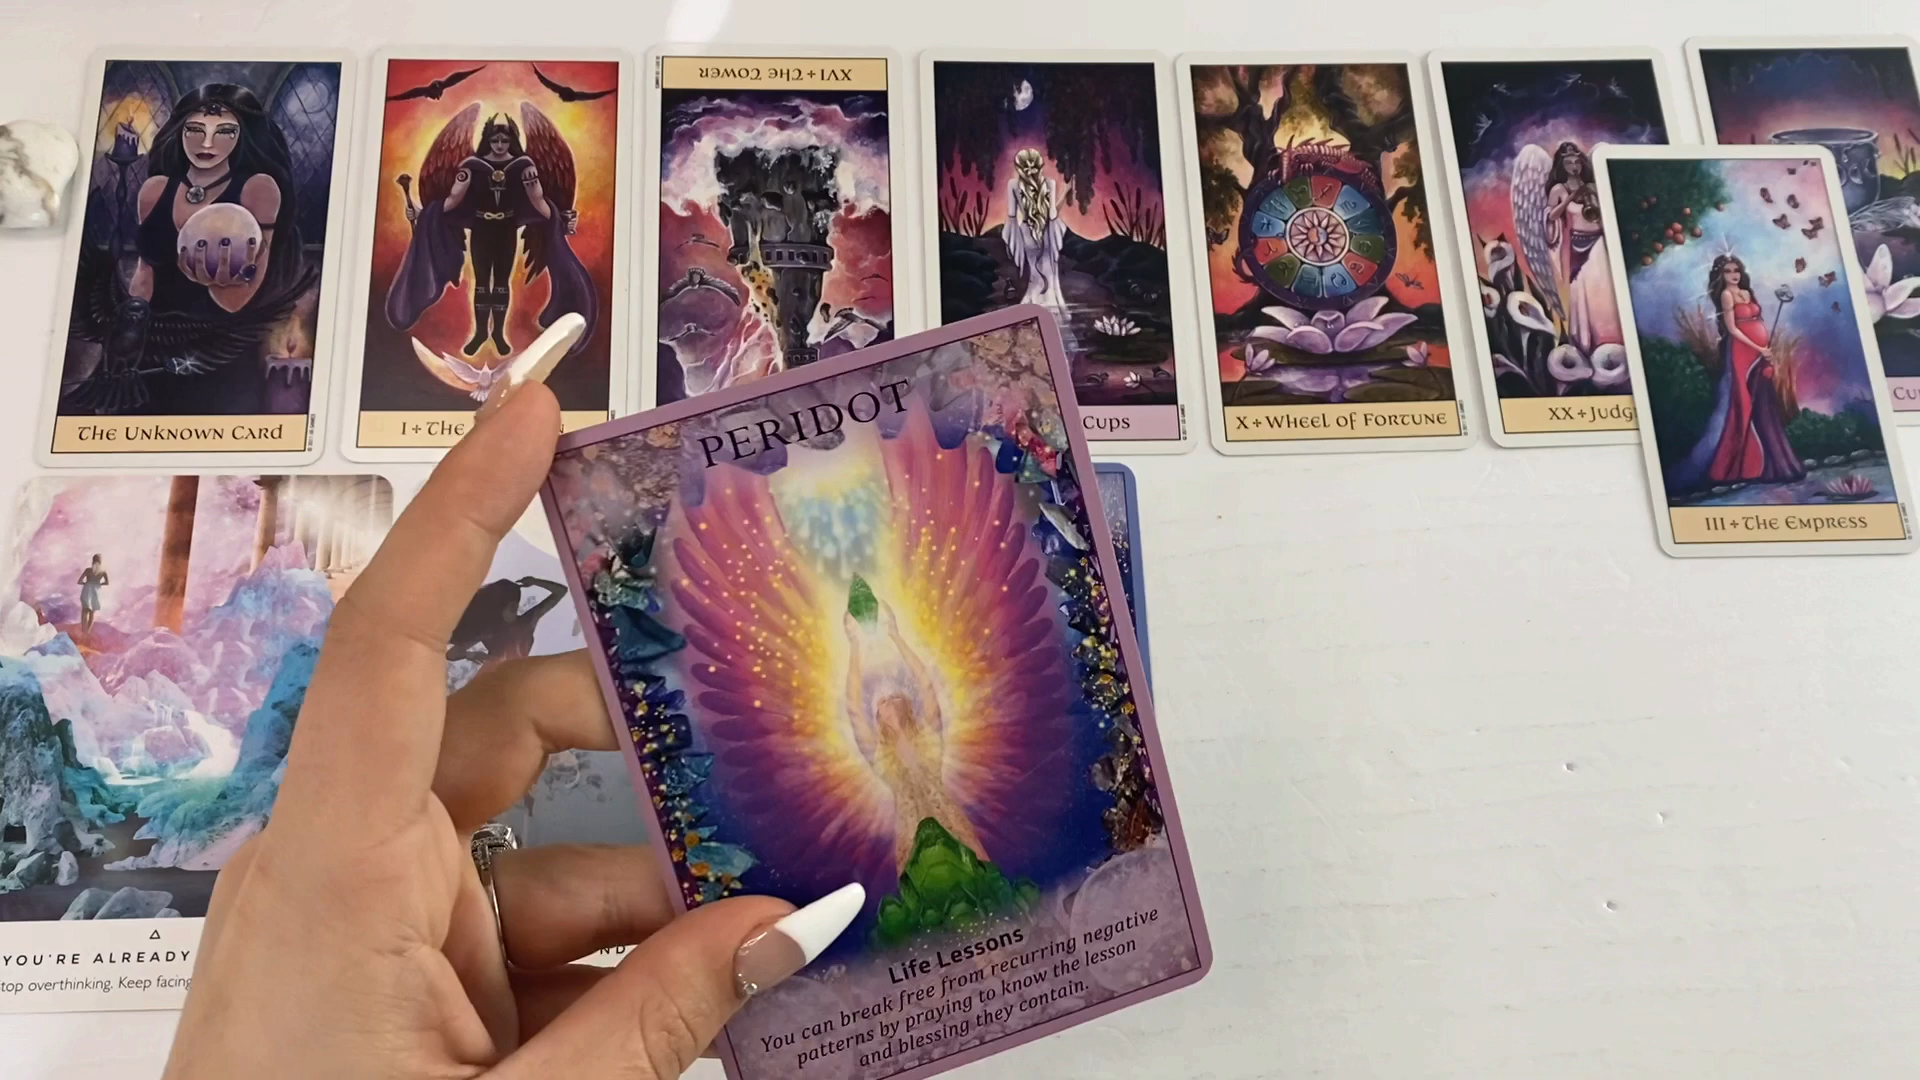 XVI + The Tower
The Unknown Card
I + The
Cups
X + Wheel of Fortune
XX + Judg
III + The Empress
PERIDOT
Life Lessons
You can break free from recurring negative
patterns by praying to know the lesson
and blessing they contain.
YOU'RE ALREADY
top overthinking. Keep facing
ND